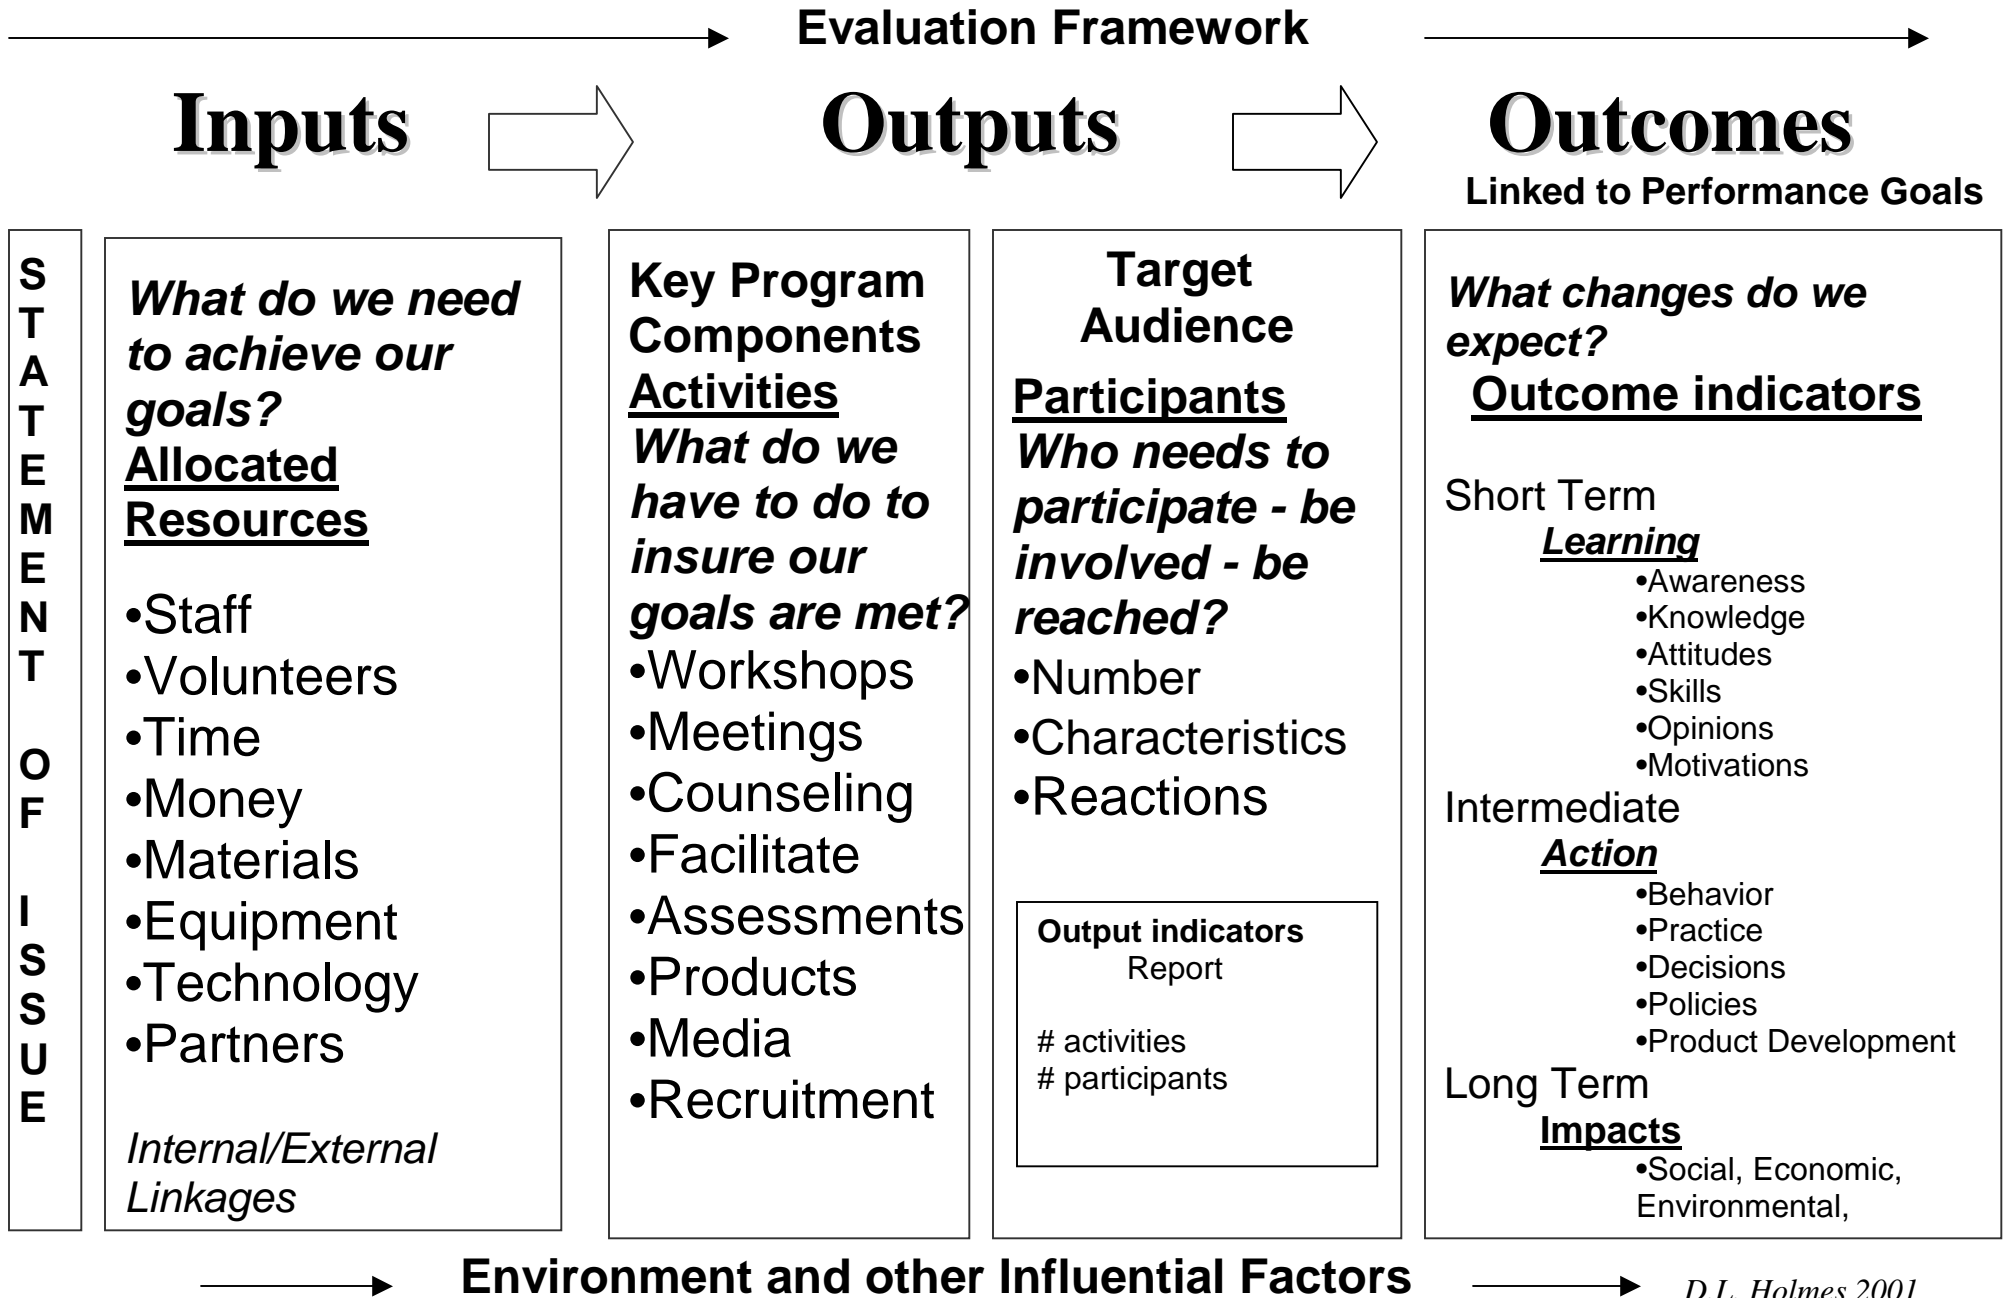 Evaluation Framework
Inputs
Outputs
Outcomes
Linked to Performance Goals
STATEMENT OF ISSUE
What do we need
to achieve our
goals?
Allocated
Resources
•Staff
•Volunteers
•Time
•Money
•Materials
•Equipment
•Technology
•Partners
Internal/External
Linkages
Key Program
Components
Activities
What do we
have to do to
insure our
goals are met?
•Workshops
•Meetings
•Counseling
•Facilitate
•Assessments
•Products
•Media
•Recruitment
Target
Audience
Participants
Who needs to
participate - be
involved - be
reached?
•Number
•Characteristics
•Reactions
Output indicators
Report
# activities
# participants
What changes do we
expect?
Outcome indicators
Short Term
Learning
•Awareness
•Knowledge
•Attitudes
•Skills
•Opinions
•Motivations
Intermediate
Action
•Behavior
•Practice
•Decisions
•Policies
•Product Development
Long Term
Impacts
•Social, Economic,
Environmental,
Environment and other Influential Factors
D.L. Holmes 2001